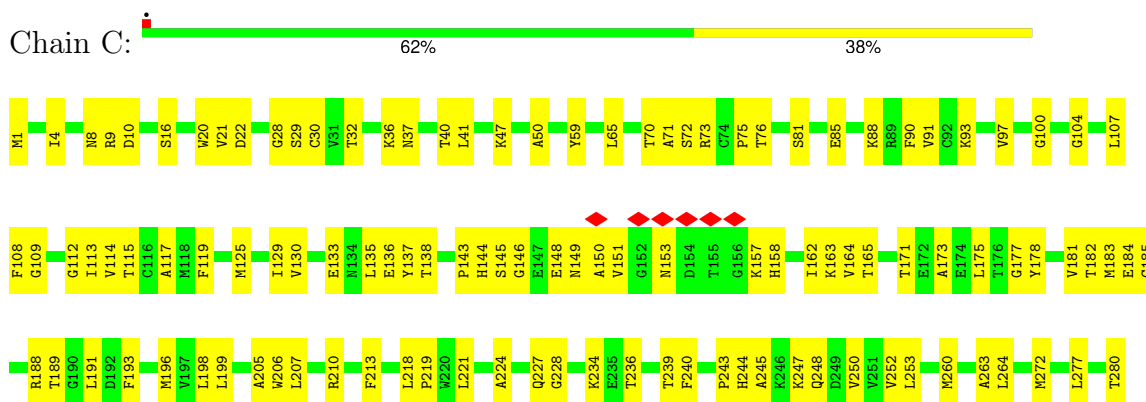 Chain C:
62% 38%
M1 I4 N8 R9 D10 S16 W20 V21 D22 G28 S29 C30 V31 T32 K36 N37 T40 L41 K47 A50 Y59 L65 T70 A71 S72 R73 C74 P75 T76 S81 E85 K88 R89 F90 V91 C92 K93 V97 G100 G104 L107
F108 G109 G112 I113 V114 T115 C116 A117 M118 F119 M125 I129 V130 E133 N134 L135 E136 Y137 T138 P143 H144 S145 G146 E147 E148 N149 A150 V151 G152 N153 D154 T155 G156 K157 H158 I162 K163 V164 T165 T171 E172 A173 E174 L175 T176 G177 Y178 V181 T182 M183 E184 G185
R188 T189 G190 L191 D192 F193 M196 V197 L198 L199 A205 W206 L207 R210 F213 L218 P219 W220 L221 A224 Q227 G228 K234 E235 T236 T239 F240 P243 H244 A245 K246 K247 Q248 D249 V250 V251 V252 L253 M260 A263 L264 M272 L277 T280